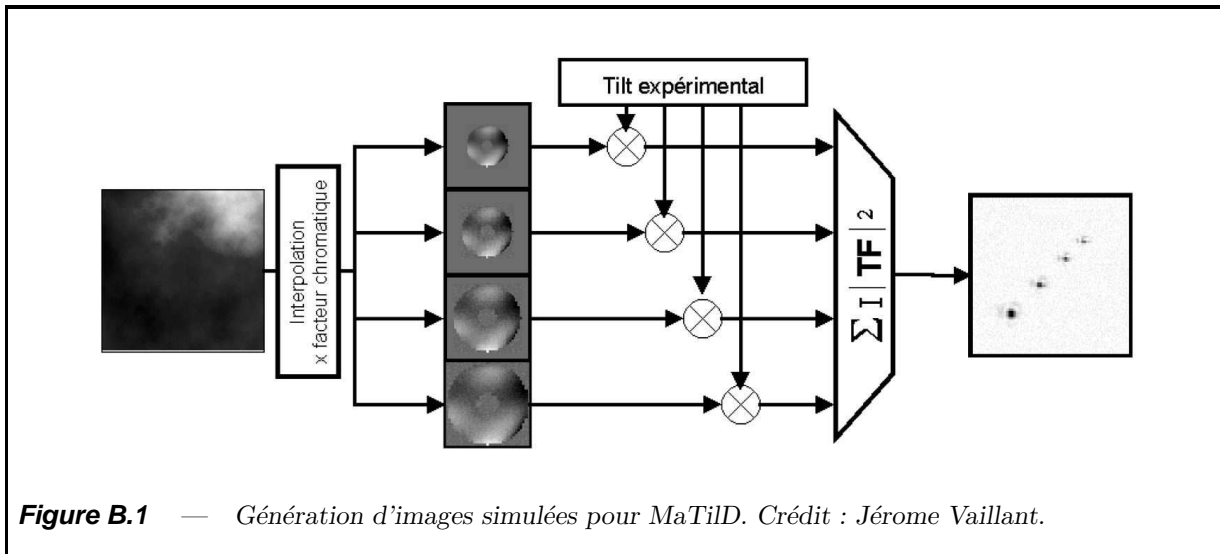 Tilt expérimental
Interpolation
x facteur chromatique
∑ I | TF | ²
Figure B.1 — Génération d'images simulées pour MaTilD. Crédit : Jérome Vaillant.